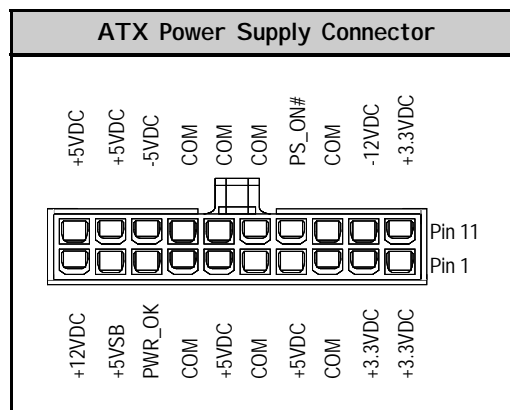 ATX Power Supply Connector
+5VDC
+5VDC
-5VDC
COM
COM
COM
PS_ON#
COM
-12VDC
+3.3VDC
Pin 11
Pin 1
+12VDC
+5VSB
PWR_OK
COM
+5VDC
COM
+5VDC
COM
+3.3VDC
+3.3VDC